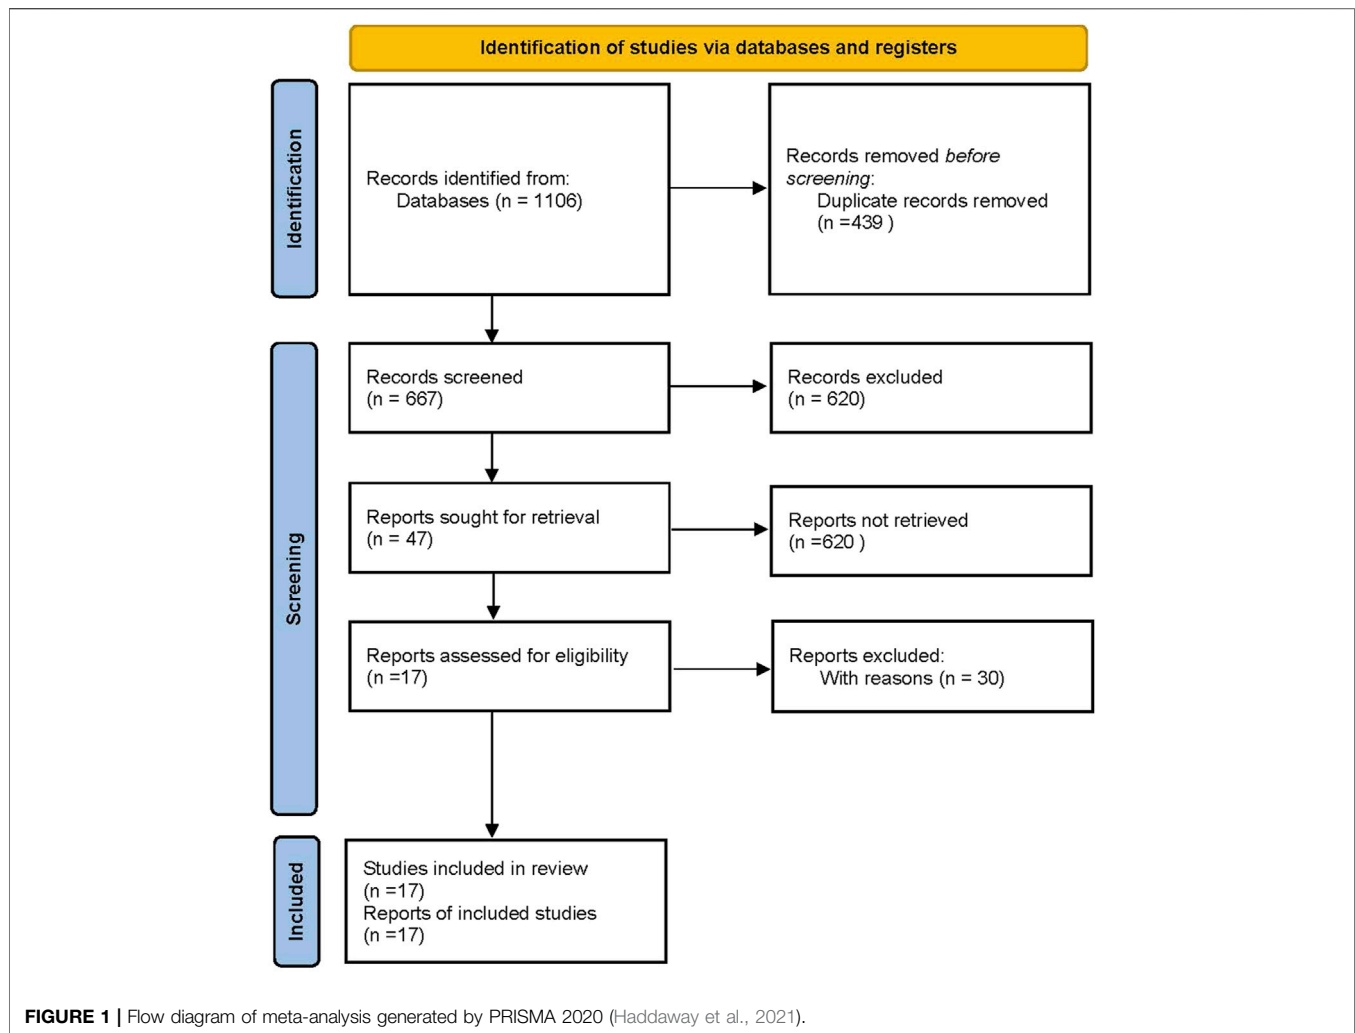 Identification of studies via databases and registers
Identification
Records identified from:
Databases (n = 1106)
Records removed before
screening:
Duplicate records removed
(n =439 )
Screening
Records screened
(n = 667)
Records excluded
(n = 620)
Reports sought for retrieval
(n = 47)
Reports not retrieved
(n =620 )
Reports assessed for eligibility
(n =17)
Reports excluded:
With reasons (n = 30)
Included
Studies included in review
(n =17)
Reports of included studies
(n =17)
FIGURE 1 | Flow diagram of meta-analysis generated by PRISMA 2020 (Haddaway et al., 2021).